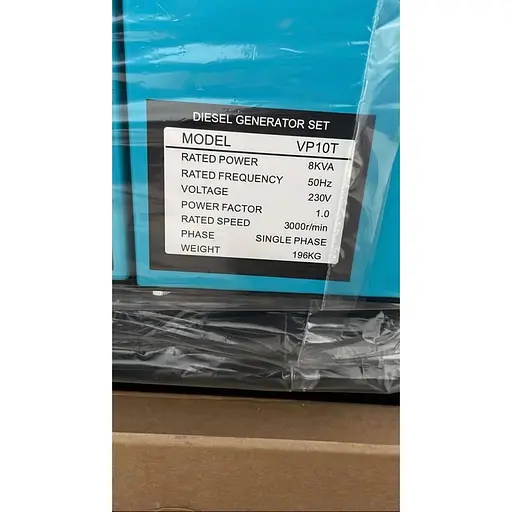 DIESEL GENERATOR SET
MODEL VP10T
RATED POWER 8KVA
RATED FREQUENCY 50Hz
VOLTAGE 230V
POWER FACTOR 1.0
RATED SPEED 3000r/min
PHASE SINGLE PHASE
WEIGHT 196KG